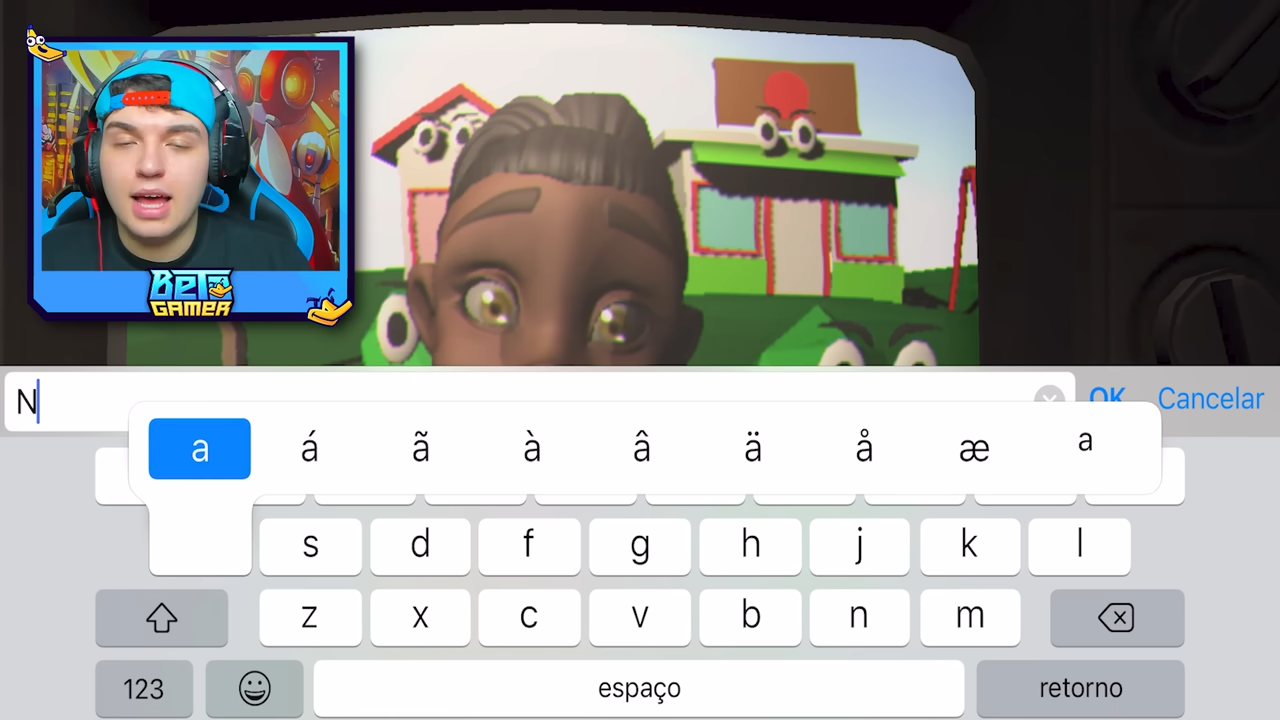 BETO
GAMER
N
OK Cancelar
a á ã à â ä å æ ª
s d f g h j k l
z x c v b n m
123 espaço retorno